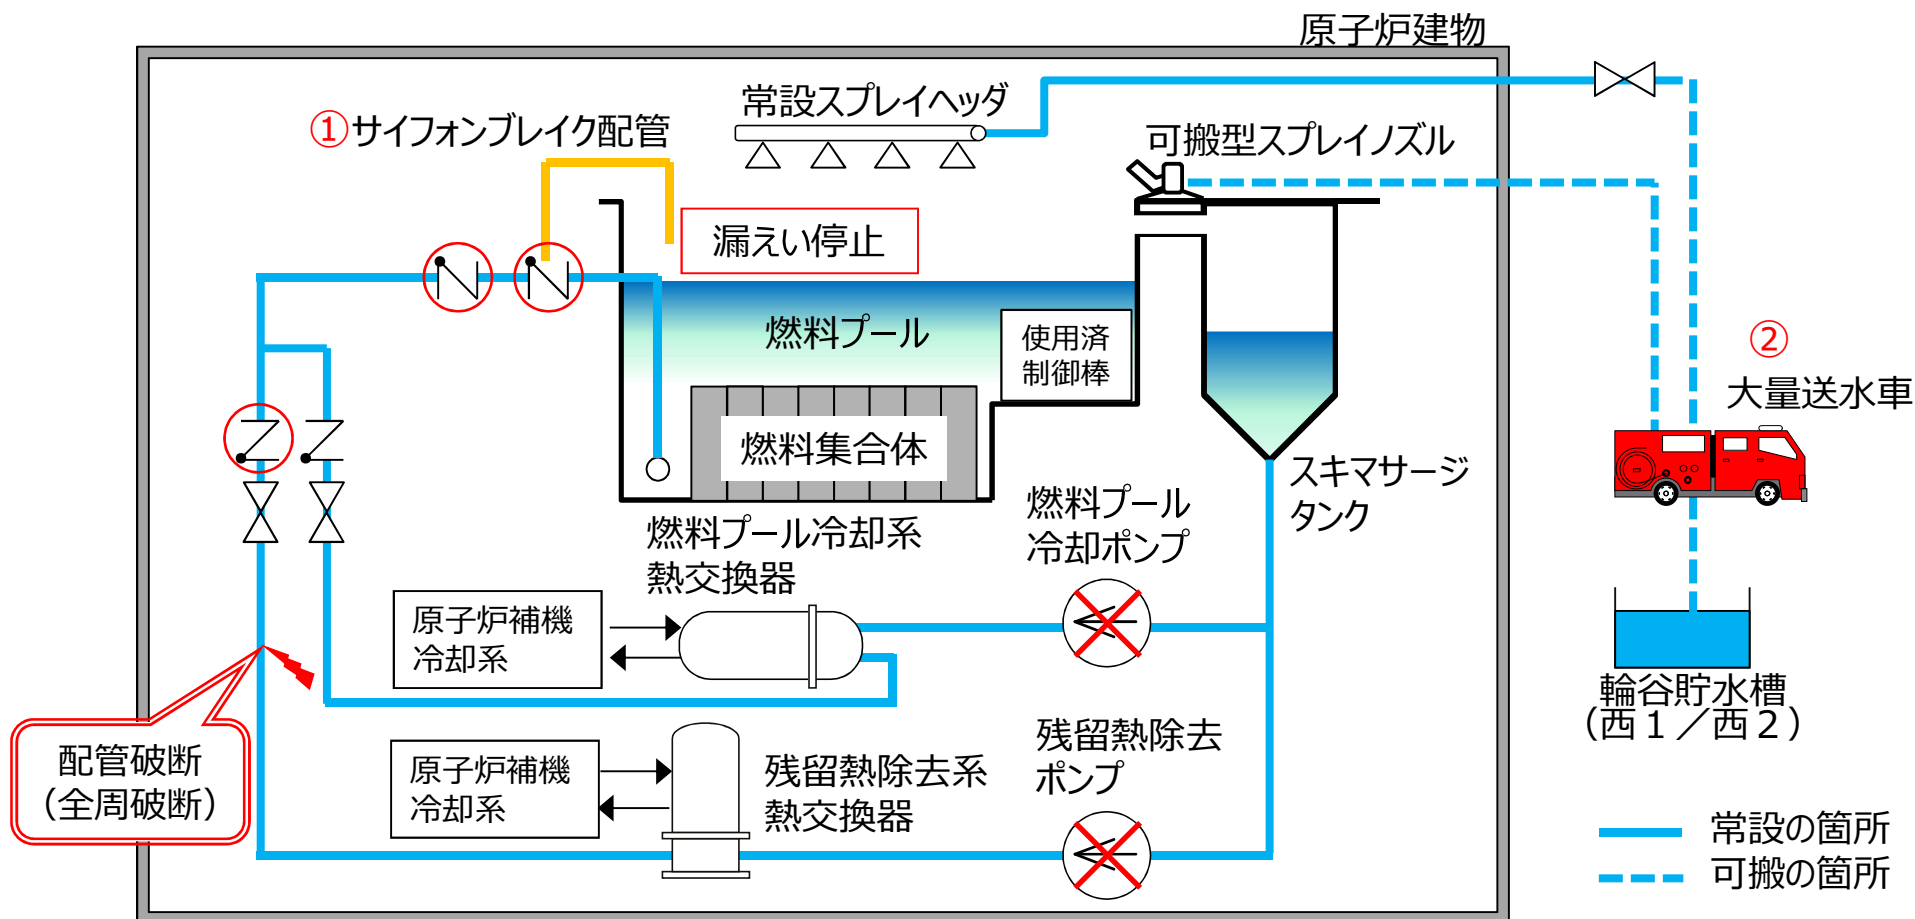 原子炉建物
常設スプレイヘッダ
①サイフォンブレイク配管
可搬型スプレイノズル
漏えい停止
燃料プール
使用済
制御棒
②
大量送水車
燃料集合体
スキマサージ
タンク
燃料プール冷却系
熱交換器
燃料プール
冷却ポンプ
原子炉補機
冷却系
輪谷貯水槽
（西１／西２）
配管破断
（全周破断）
原子炉補機
冷却系
残留熱除去系
熱交換器
残留熱除去
ポンプ
常設の箇所
可搬の箇所